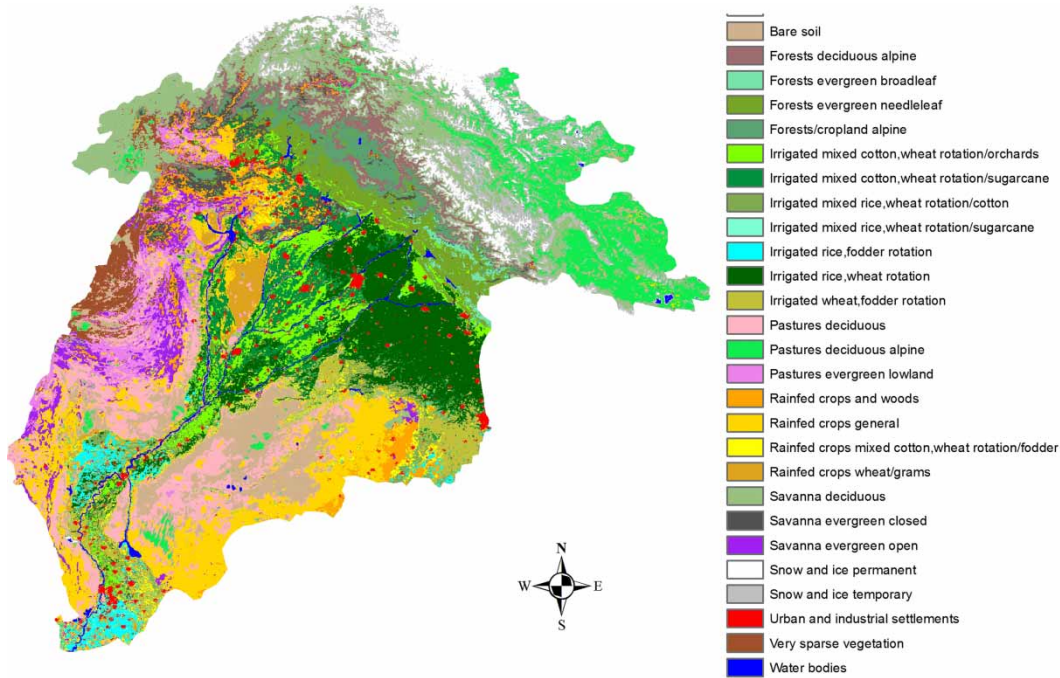 Bare soil
Forests deciduous alpine
Forests evergreen broadleaf
Forests evergreen needleleaf
Forests/cropland alpine
Irrigated mixed cotton,wheat rotation/orchards
Irrigated mixed cotton,wheat rotation/sugarcane
Irrigated mixed rice,wheat rotation/cotton
Irrigated mixed rice,wheat rotation/sugarcane
Irrigated rice,fodder rotation
Irrigated rice,wheat rotation
Irrigated wheat,fodder rotation
Pastures deciduous
Pastures deciduous alpine
Pastures evergreen lowland
Rainfed crops and woods
Rainfed crops general
Rainfed crops mixed cotton,wheat rotation/fodder
Rainfed crops wheat/grams
Savanna deciduous
Savanna evergreen closed
Savanna evergreen open
Snow and ice permanent
Snow and ice temporary
Urban and industrial settlements
Very sparse vegetation
Water bodies
N
W E
S